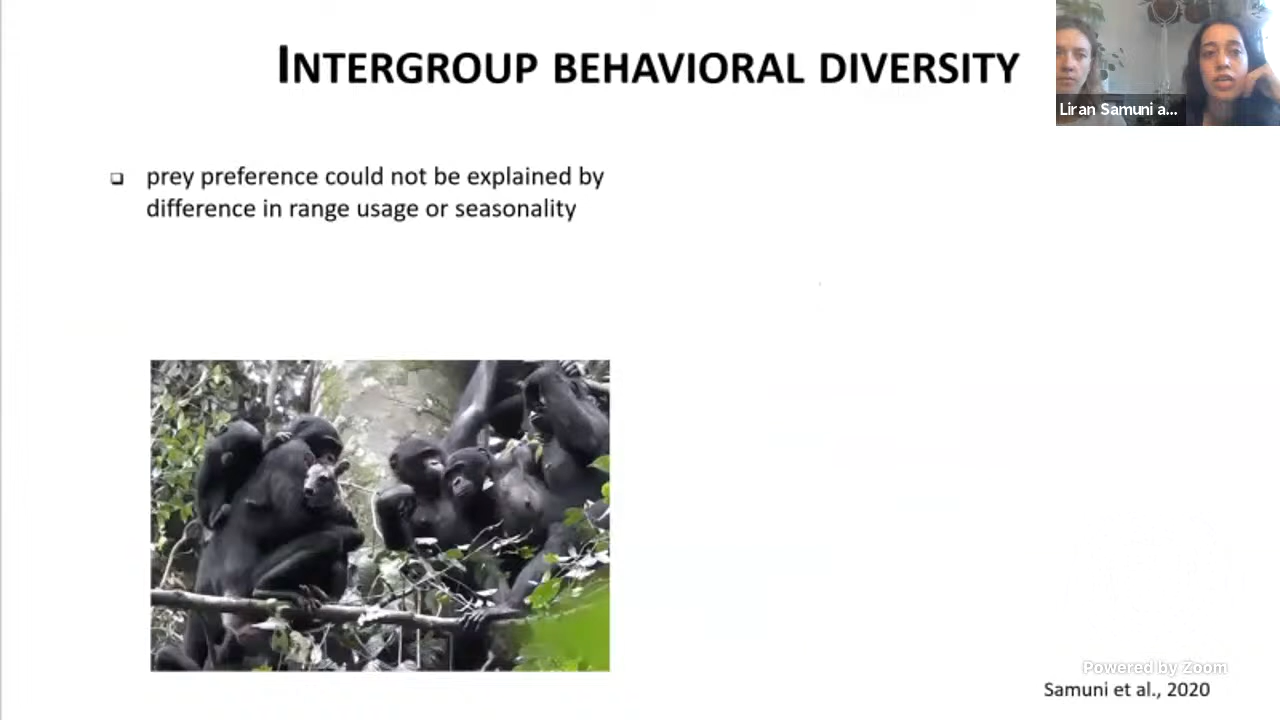 INTERGROUP BEHAVIORAL DIVERSITY
Liran Samuni a...
prey preference could not be explained by
difference in range usage or seasonality
Powered by Zoom
Samuni et al., 2020